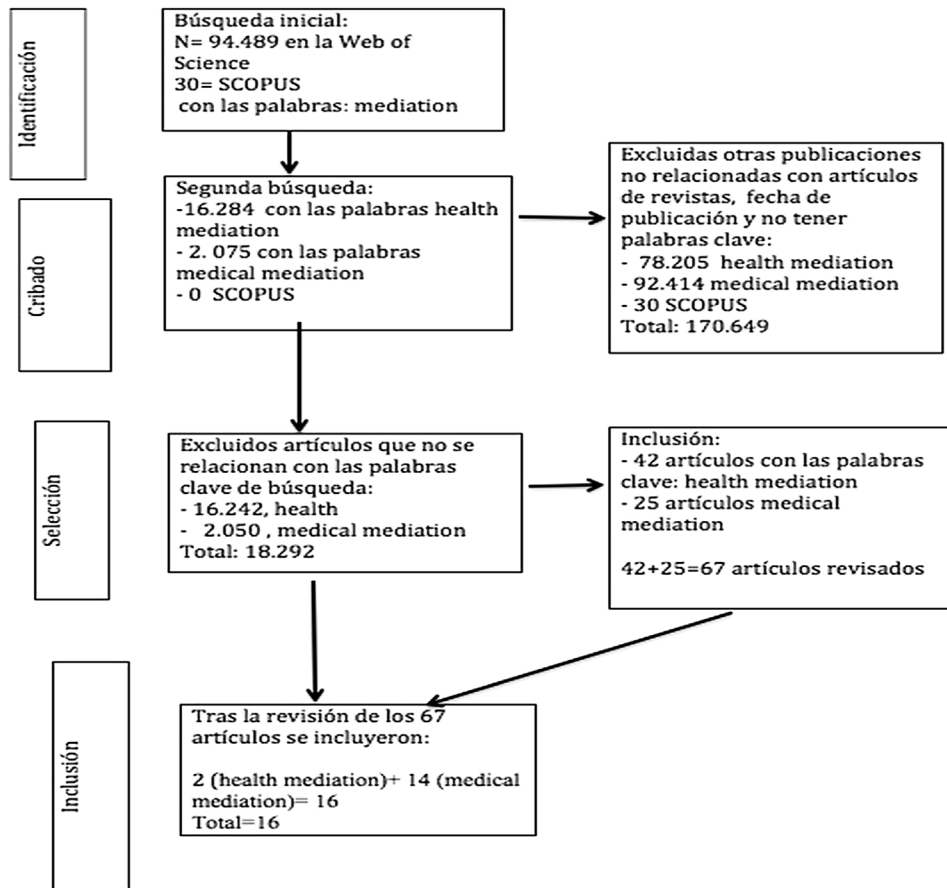 Identificación
Búsqueda inicial:
N= 94.489 en la Web of
Science
30= SCOPUS
con las palabras: mediation
Cribado
Segunda búsqueda:
-16.284 con las palabras health
mediation
- 2. 075 con las palabras
medical mediation
- 0 SCOPUS
Excluidas otras publicaciones
no relacionadas con artículos
de revistas, fecha de
publicación y no tener
palabras clave:
- 78.205 health mediation
- 92.414 medical mediation
- 30 SCOPUS
Total: 170.649
Selección
Excluidos artículos que no se
relacionan con las palabras
clave de búsqueda:
- 16.242, health
- 2.050 , medical mediation
Total: 18.292
Inclusión:
- 42 artículos con las palabras
clave: health mediation
- 25 artículos medical
mediation
42+25=67 artículos revisados
Inclusión
Tras la revisión de los 67
artículos se incluyeron:
2 (health mediation)+ 14 (medical
mediation)= 16
Total=16